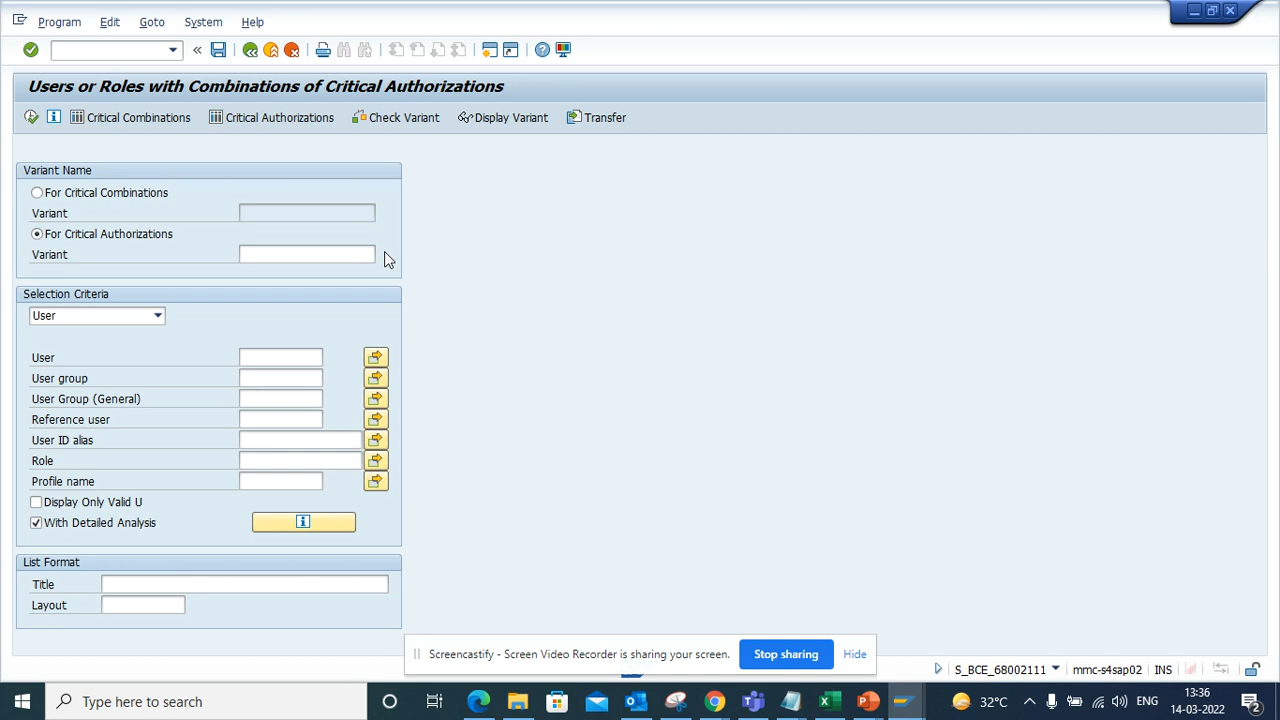 Program Edit Goto System Help
Users or Roles with Combinations of Critical Authorizations
Critical Combinations Critical Authorizations Check Variant Display Variant Transfer
Variant Name
For Critical Combinations
Variant
For Critical Authorizations
Variant
Selection Criteria
User
User
User group
User Group (General)
Reference user
User ID alias
Role
Profile name
Display Only Valid U
With Detailed Analysis
List Format
Title
Layout
Screencastify - Screen Video Recorder is sharing your screen. Stop sharing Hide
S_BCE_68002111 mmc-s4sap02 INS
Type here to search
32°C ENG
13:36
14-03-2022
2